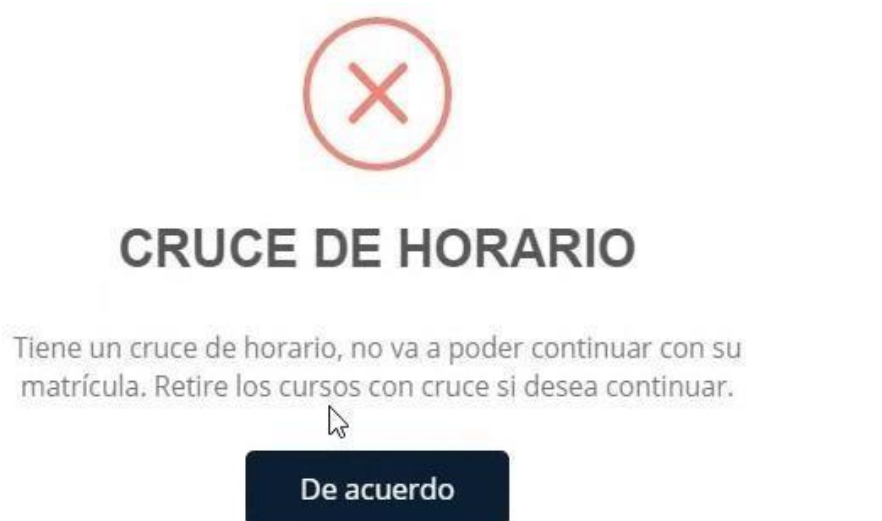 CRUCE DE HORARIO
Tiene un cruce de horario, no va a poder continuar con su
matrícula. Retire los cursos con cruce si desea continuar.
De acuerdo